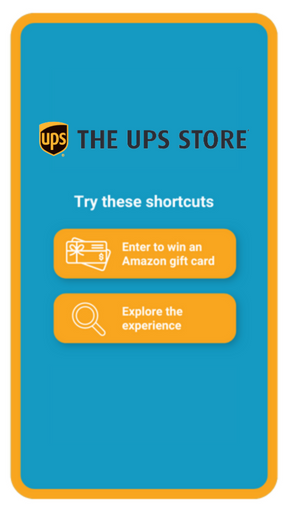 ups THE UPS STORE
Try these shortcuts
Enter to win an
Amazon gift card
Explore the
experience